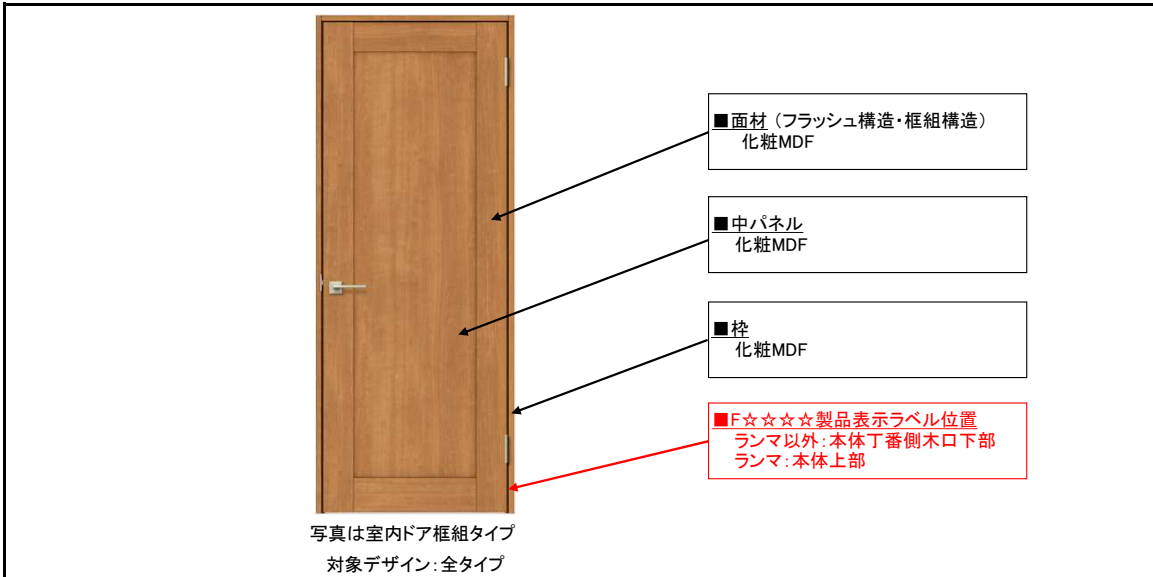 ■面材 (フラッシュ構造・框組構造)
化粧MDF
■中パネル
化粧MDF
■枠
化粧MDF
■F☆☆☆☆製品表示ラベル位置
ランマ以外:本体丁番側木口下部
ランマ:本体上部
写真は室内ドア框組タイプ
対象デザイン:全タイプ